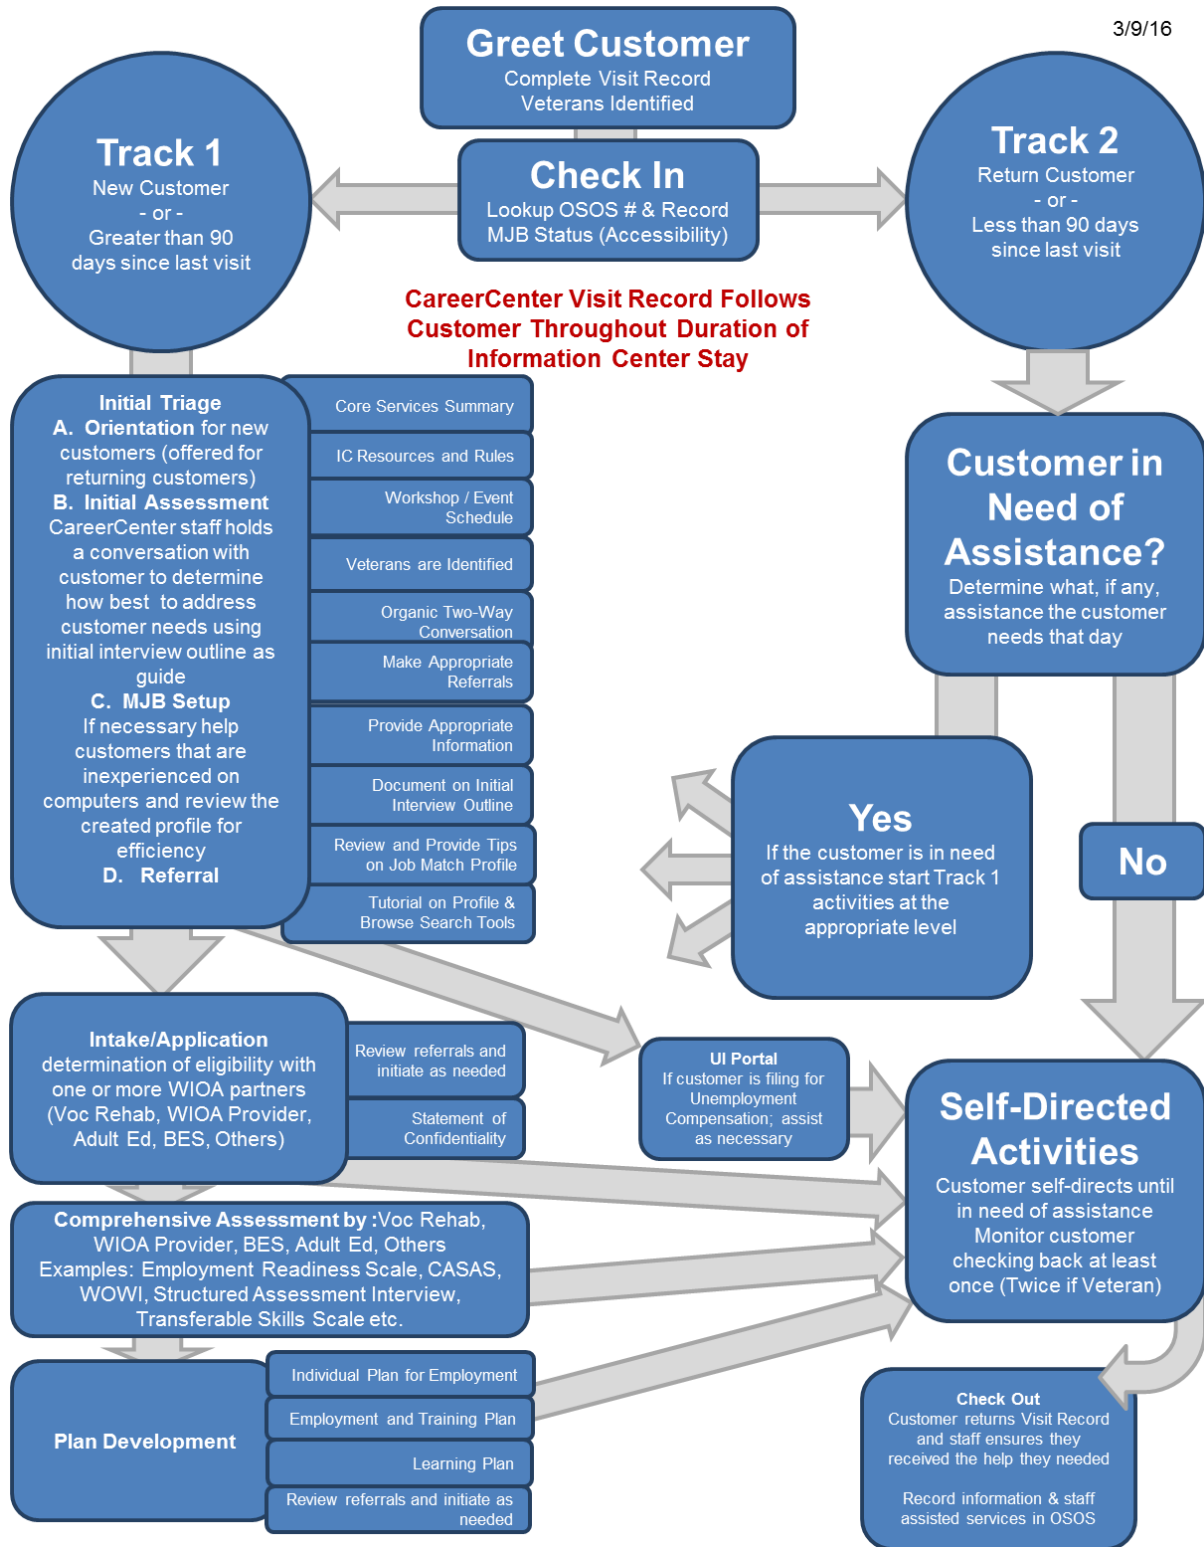 3/9/16
Greet Customer
Complete Visit Record
Veterans Identified
Track 1
New Customer
- or -
Greater than 90
days since last visit
Check In
Lookup OSOS # & Record
MJB Status (Accessibility)
Track 2
Return Customer
- or -
Less than 90 days
since last visit
CareerCenter Visit Record Follows
Customer Throughout Duration of
Information Center Stay
Initial Triage
A. Orientation for new
customers (offered for
returning customers)
B. Initial Assessment
CareerCenter staff holds
a conversation with
customer to determine
how best to address
customer needs using
initial interview outline as
guide
C. MJB Setup
If necessary help
customers that are
inexperienced on
computers and review the
created profile for
efficiency
D. Referral
Core Services Summary
IC Resources and Rules
Workshop / Event
Schedule
Veterans are Identified
Organic Two-Way
Conversation
Make Appropriate
Referrals
Provide Appropriate
Information
Document on Initial
Interview Outline
Review and Provide Tips
on Job Match Profile
Tutorial on Profile &
Browse Search Tools
Customer in
Need of
Assistance?
Determine what, if any,
assistance the customer
needs that day
Yes
If the customer is in need
of assistance start Track 1
activities at the
appropriate level
No
Intake/Application
determination of eligibility with
one or more WIOA partners
(Voc Rehab, WIOA Provider,
Adult Ed, BES, Others)
Review referrals and
initiate as needed
Statement of
Confidentiality
UI Portal
If customer is filing for
Unemployment
Compensation; assist
as necessary
Self-Directed
Activities
Customer self-directs until
in need of assistance
Monitor customer
checking back at least
once (Twice if Veteran)
Comprehensive Assessment by :Voc Rehab,
WIOA Provider, BES, Adult Ed, Others
Examples: Employment Readiness Scale, CASAS,
WOWI, Structured Assessment Interview,
Transferable Skills Scale etc.
Plan Development
Individual Plan for Employment
Employment and Training Plan
Learning Plan
Review referrals and initiate as
needed
Check Out
Customer returns Visit Record
and staff ensures they
received the help they needed
Record information & staff
assisted services in OSOS